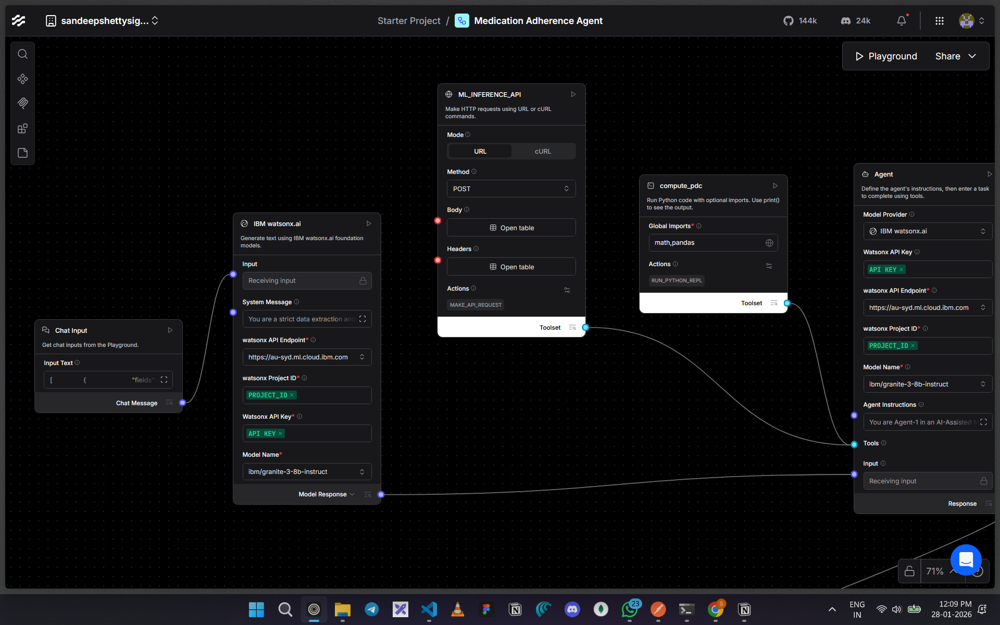 sandeepshettysig...
Starter Project / Medication Adherence Agent
144k
24k
Playground
Share
ML_INFERENCE_API
Make HTTP requests using URL or cURL
commands.
Mode
URL
cURL
Method
POST
Body
Open table
Headers
Open table
Actions
MAKE_API_REQUEST
Toolset
compute_pdc
Run Python code with optional imports. Use print()
to see the output.
Global Imports*
math,pandas
Actions
RUN_PYTHON_REPL
Toolset
Agent
Define the agent's instructions, then enter a task
to complete using tools.
Model Provider
IBM watsonx.ai
Watsonx API Key
API KEY ×
watsonx API Endpoint*
https://au-syd.ml.cloud.ibm.com
watsonx Project ID*
PROJECT_ID ×
Model Name*
ibm/granite-3-8b-instruct
Agent Instructions
You are Agent-1 in an AI-Assisted
Tools
Input
Receiving input
Response
IBM watsonx.ai
Generate text using IBM watsonx.ai foundation
models.
Input
Receiving input
System Message
You are a strict data extraction and
watsonx API Endpoint*
https://au-syd.ml.cloud.ibm.com
watsonx Project ID*
PROJECT_ID ×
Watsonx API Key*
API KEY ×
Model Name*
ibm/granite-3-8b-instruct
Model Response
Chat Input
Get chat inputs from the Playground.
Input Text
[ { "fields":
Chat Message
71%
23
S
ENG
IN
12:09 PM
28-01-2026